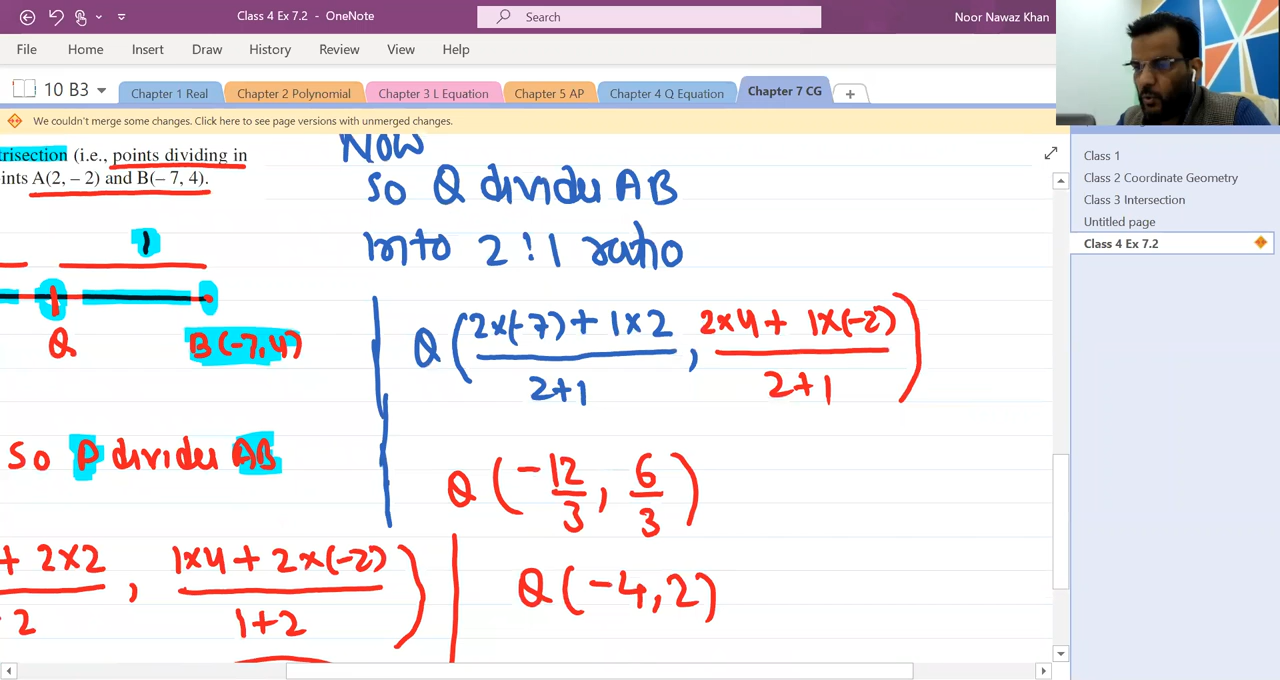 Class 4 Ex 7.2 - OneNote
Search
Noor Nawaz Khan
File Home Insert Draw History Review View Help
10 B3
Chapter 1 Real
Chapter 2 Polynomial
Chapter 3 L Equation
Chapter 5 AP
Chapter 4 Q Equation
Chapter 7 CG
We couldn't merge some changes. Click here to see page versions with unmerged changes.
trisection (i.e., points dividing in
ints A(2, – 2) and B(– 7, 4).
1
Q
B(-7,4)
So P divides AB
+ 2×2 , 1×4 + 2×(-2) )
2 1+2
Now
So Q divides AB
into 2:1 ratio
Q ( 2×(-7) + 1×2 , 2×4 + 1×(-2) )
2+1 2+1
Q ( -12/3 , 6/3 )
Q (-4,2)
Class 1
Class 2 Coordinate Geometry
Class 3 Intersection
Untitled page
Class 4 Ex 7.2